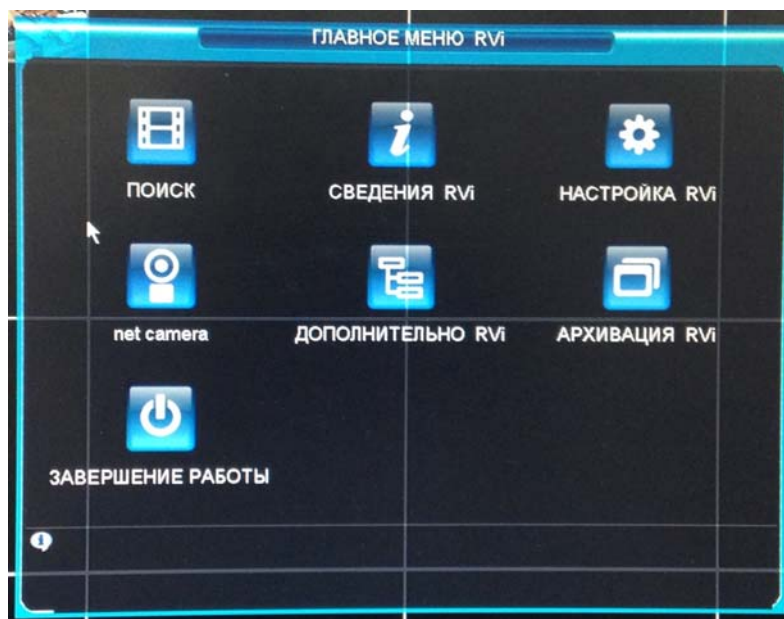 ГЛАВНОЕ МЕНЮ RVi
ПОИСК
СВЕДЕНИЯ RVi
НАСТРОЙКА RVi
net camera
ДОПОЛНИТЕЛЬНО RVi
АРХИВАЦИЯ RVi
ЗАВЕРШЕНИЕ РАБОТЫ